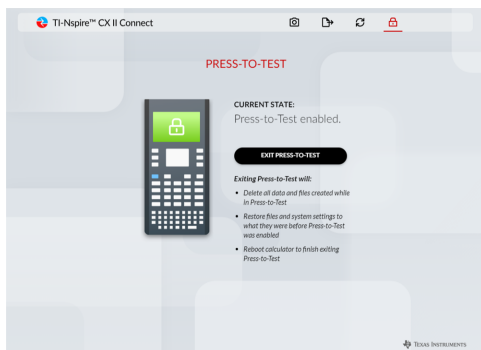 TI-Nspire™ CX II Connect
PRESS-TO-TEST
CURRENT STATE:
Press-to-Test enabled.
EXIT PRESS-TO-TEST
Exiting Press-to-Test will:
• Delete all data and files created while
in Press-to-Test
• Restore files and system settings to
what they were before Press-to-Test
was enabled
• Reboot calculator to finish exiting
Press-to-Test
TEXAS INSTRUMENTS